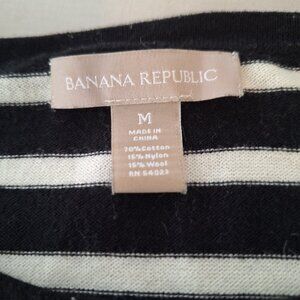 BANANA REPUBLIC
M
MADE IN
CHINA
70%Cotton
15%Nylon
15%Wool
RN 54023